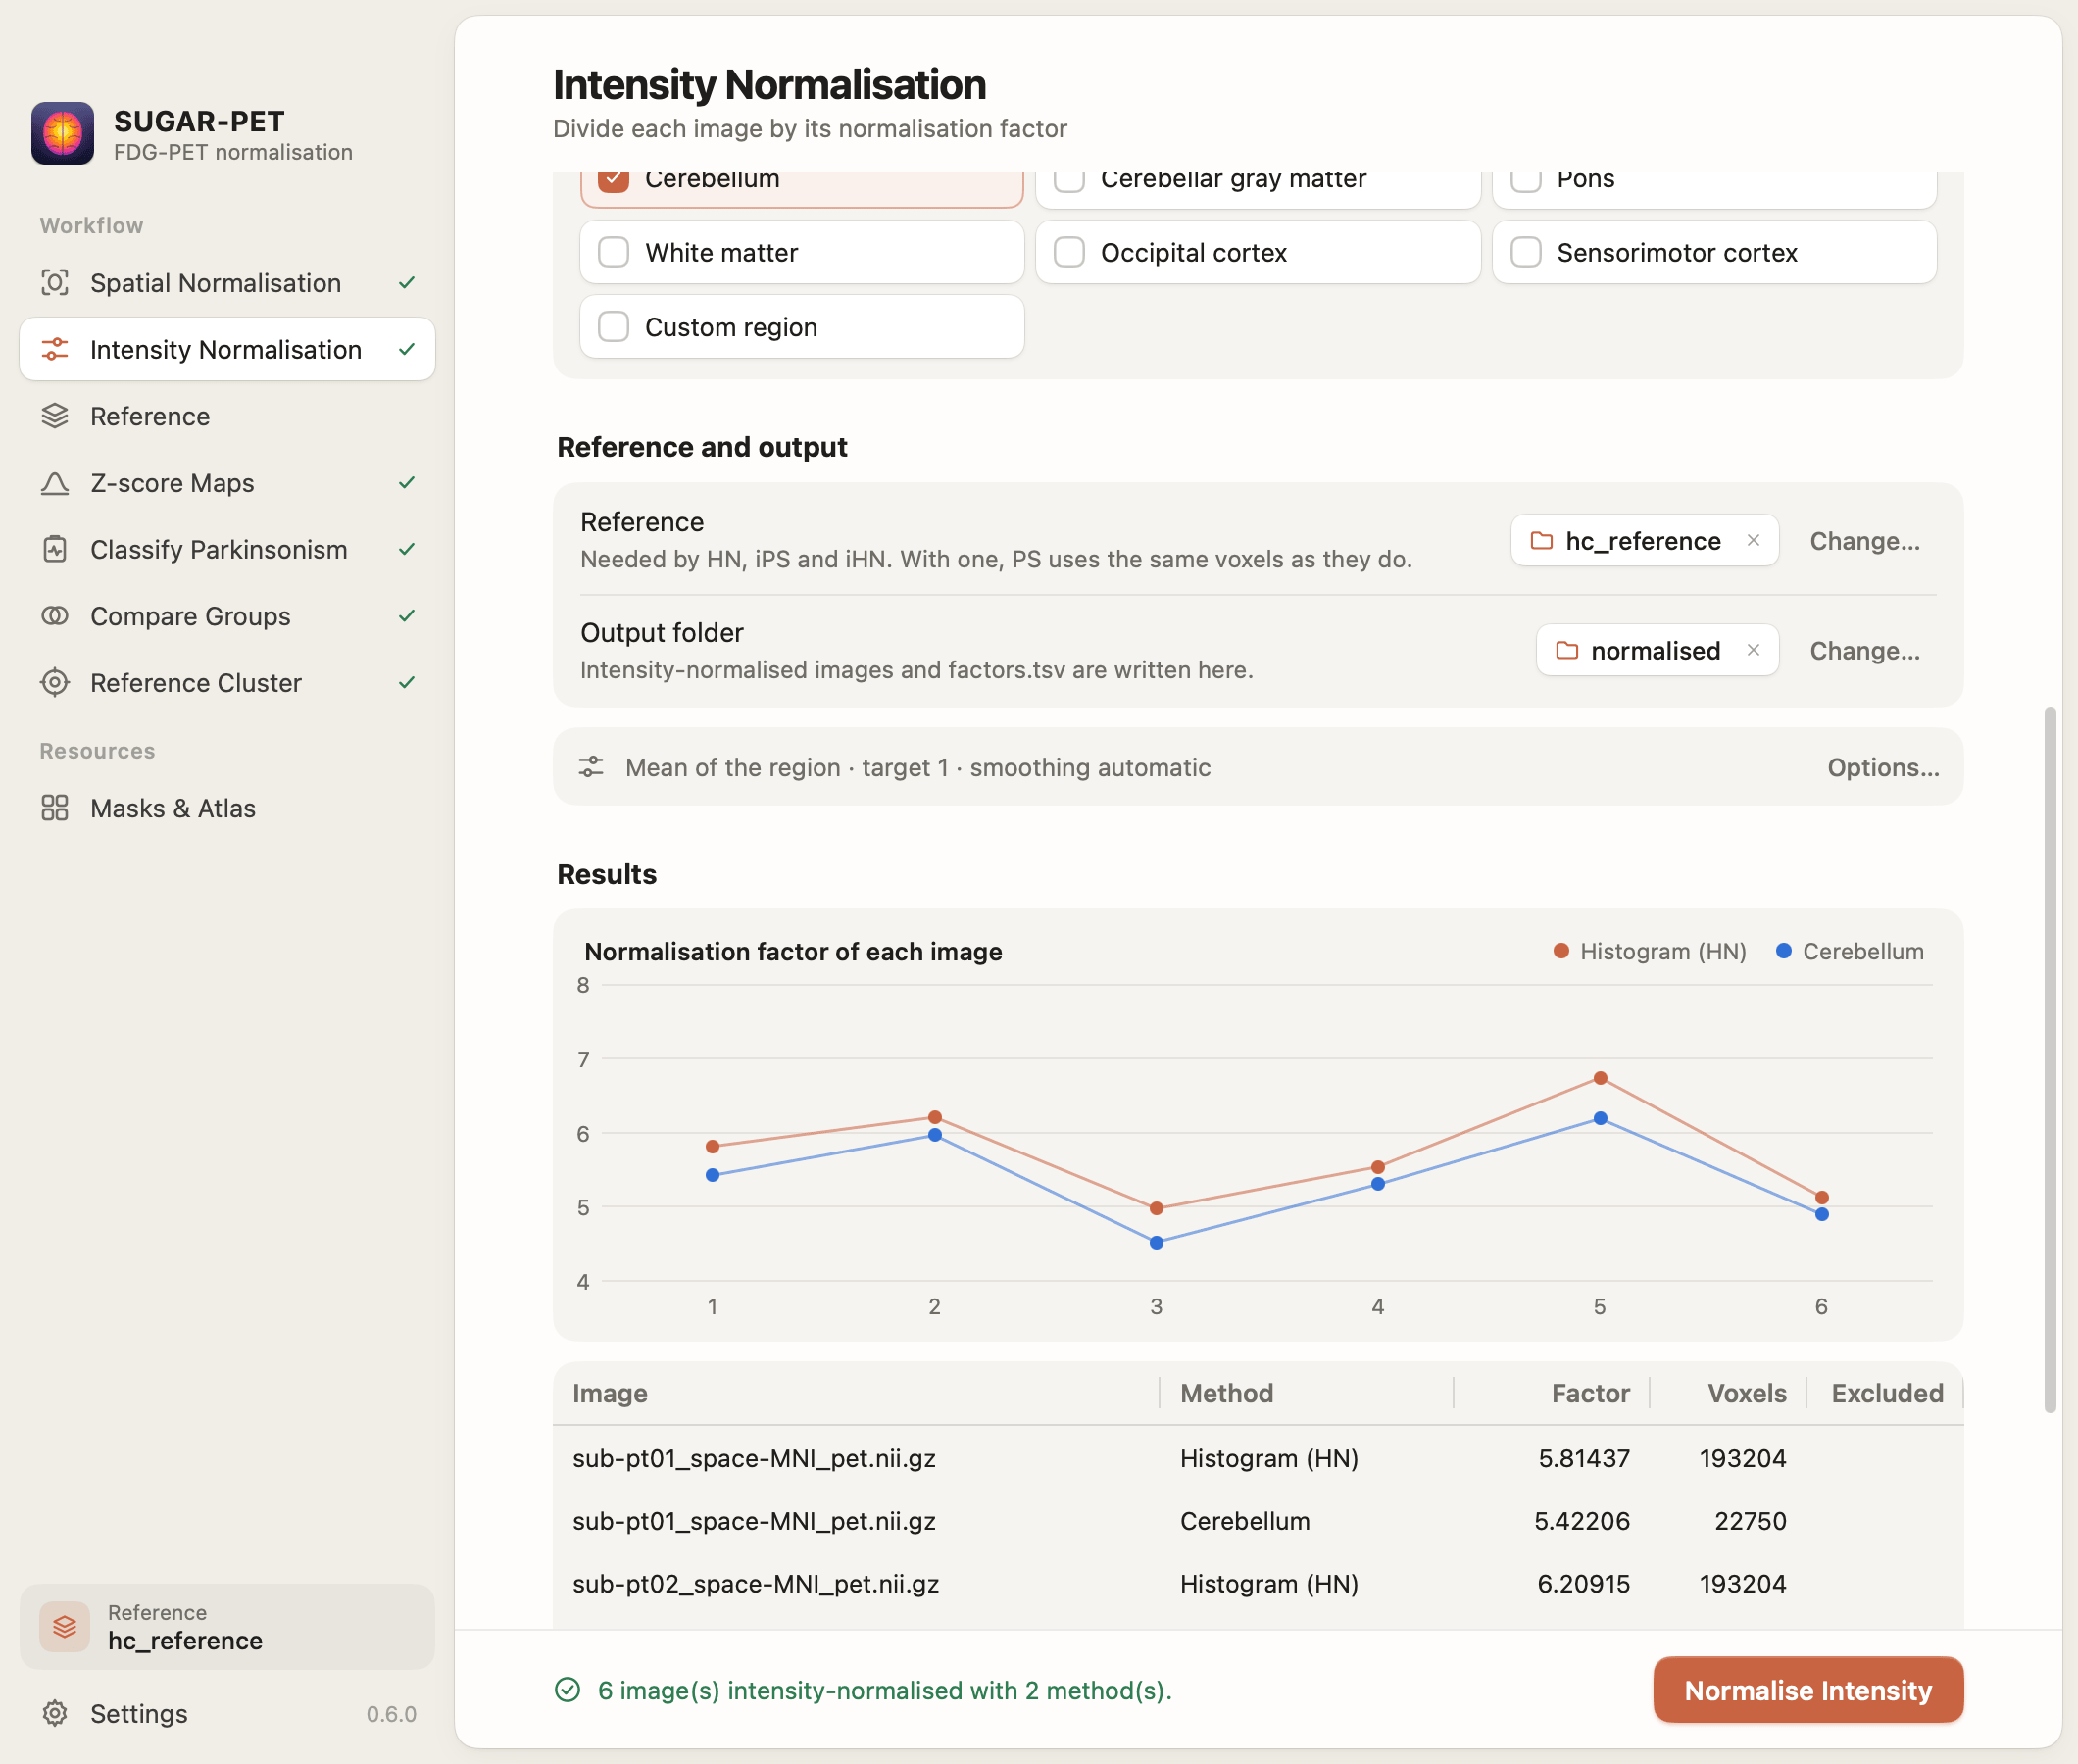 SUGAR-PET
FDG-PET normalisation
Workflow
Spatial Normalisation
Intensity Normalisation
Reference
Z-score Maps
Classify Parkinsonism
Compare Groups
Reference Cluster
Resources
Masks & Atlas
Reference
hc_reference
Settings
0.6.0
Intensity Normalisation
Divide each image by its normalisation factor
Cerebellum
Cerebellar gray matter
Pons
White matter
Occipital cortex
Sensorimotor cortex
Custom region
Reference and output
Reference
Needed by HN, iPS and iHN. With one, PS uses the same voxels as they do.
hc_reference
Change...
Output folder
Intensity-normalised images and factors.tsv are written here.
normalised
Change...
Mean of the region · target 1 · smoothing automatic
Options...
Results
Normalisation factor of each image
Histogram (HN)
Cerebellum
8
7
6
5
4
1 2 3 4 5 6
Image Method Factor Voxels Excluded
sub-pt01_space-MNI_pet.nii.gz Histogram (HN) 5.81437 193204
sub-pt01_space-MNI_pet.nii.gz Cerebellum 5.42206 22750
sub-pt02_space-MNI_pet.nii.gz Histogram (HN) 6.20915 193204
6 image(s) intensity-normalised with 2 method(s).
Normalise Intensity